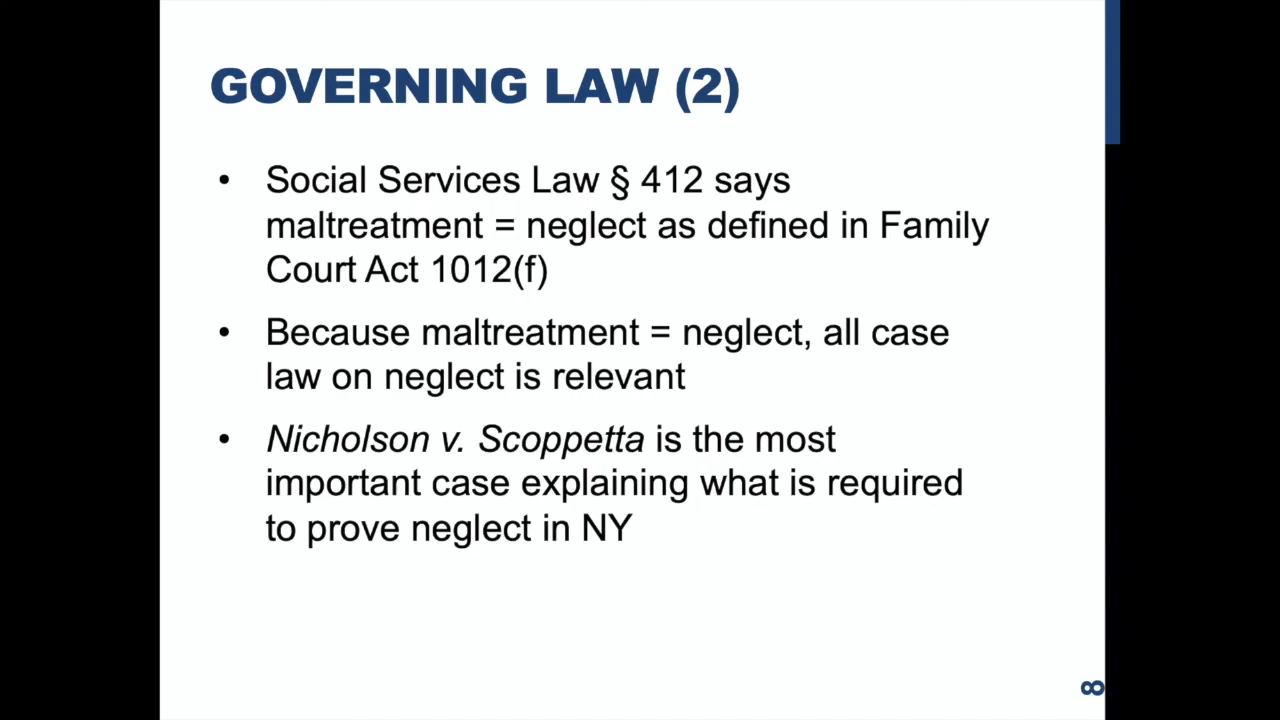 GOVERNING LAW (2)
• Social Services Law § 412 says
maltreatment = neglect as defined in Family
Court Act 1012(f)
• Because maltreatment = neglect, all case
law on neglect is relevant
• Nicholson v. Scoppetta is the most
important case explaining what is required
to prove neglect in NY
8